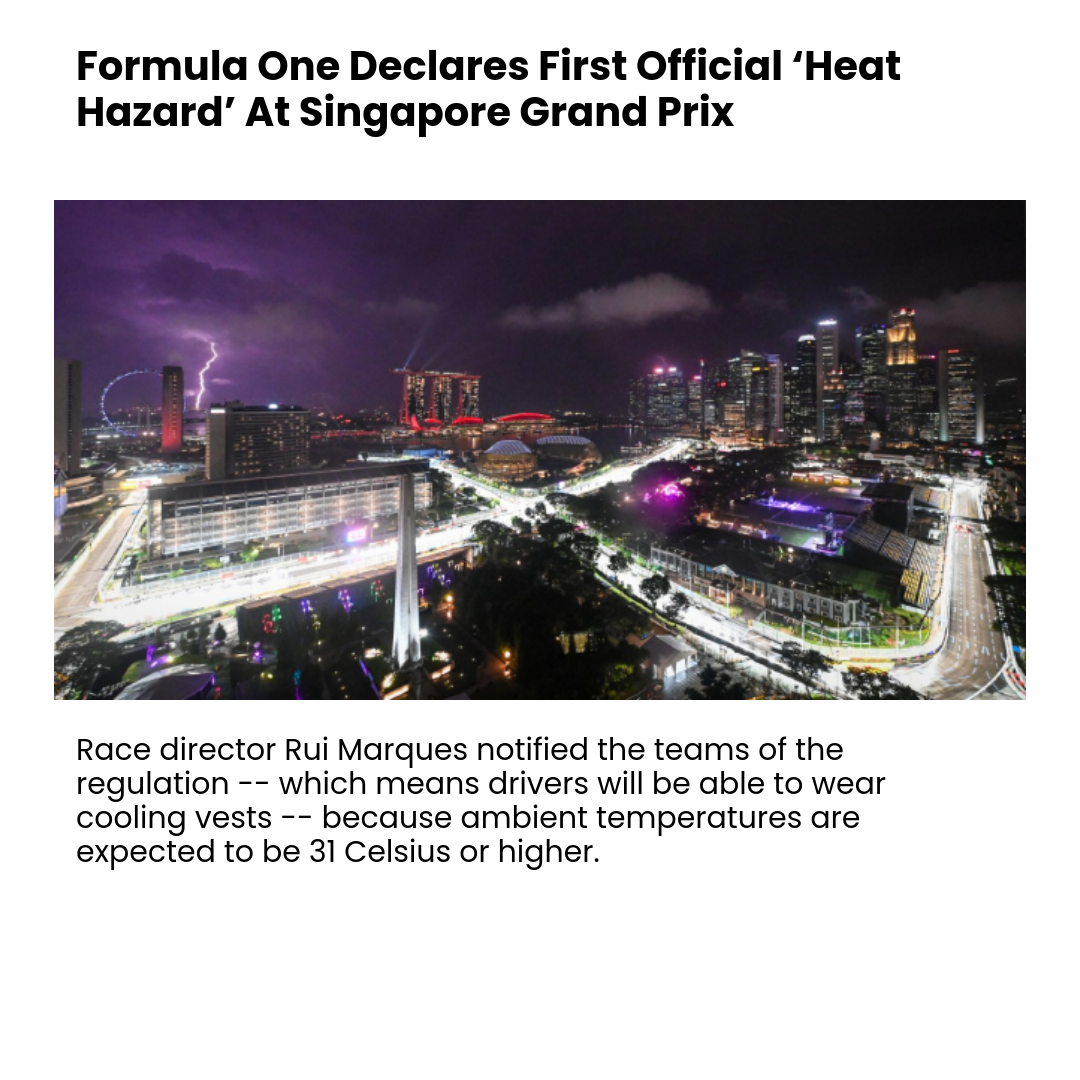 Formula One Declares First Official ‘Heat
Hazard’ At Singapore Grand Prix
Race director Rui Marques notified the teams of the
regulation -- which means drivers will be able to wear
cooling vests -- because ambient temperatures are
expected to be 31 Celsius or higher.